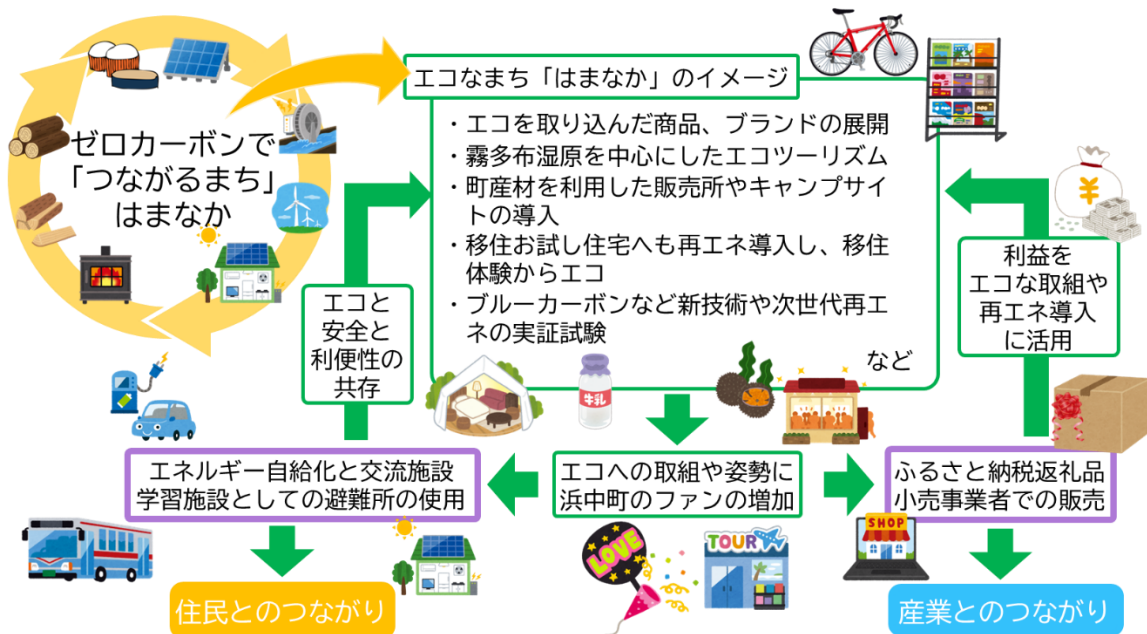 ゼロカーボンで
「つながるまち」
はまなか
エコなまち「はまなか」のイメージ
・エコを取り込んだ商品、ブランドの展開
・霧多布湿原を中心にしたエコツーリズム
・町産材を利用した販売所やキャンプサイ
トの導入
・移住お試し住宅へも再エネ導入し、移住
体験からエコ
・ブルーカーボンなど新技術や次世代再エ
ネの実証試験
など
エコと
安全と
利便性の
共存
¥
利益を
エコな取組や
再エネ導入
に活用
牛乳
エネルギー自給化と交流施設
学習施設としての避難所の使用
エコへの取組や姿勢に
浜中町のファンの増加
ふるさと納税返礼品
小売事業者での販売
LOVE
TOUR
SHOP
住民とのつながり
産業とのつながり